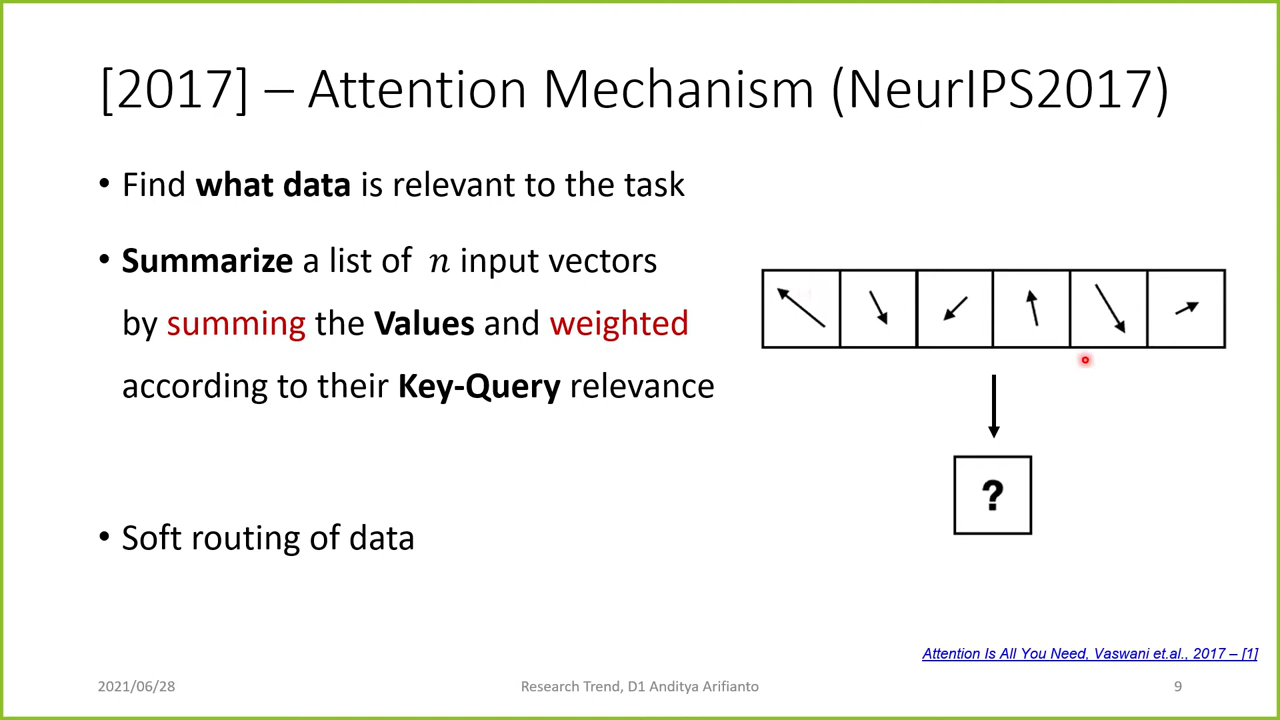 [2017] – Attention Mechanism (NeurIPS2017)
• Find what data is relevant to the task
• Summarize a list of n input vectors
by summing the Values and weighted
according to their Key-Query relevance
?
• Soft routing of data
Attention Is All You Need, Vaswani et.al., 2017 – [1]
2021/06/28
Research Trend, D1 Anditya Arifianto
9